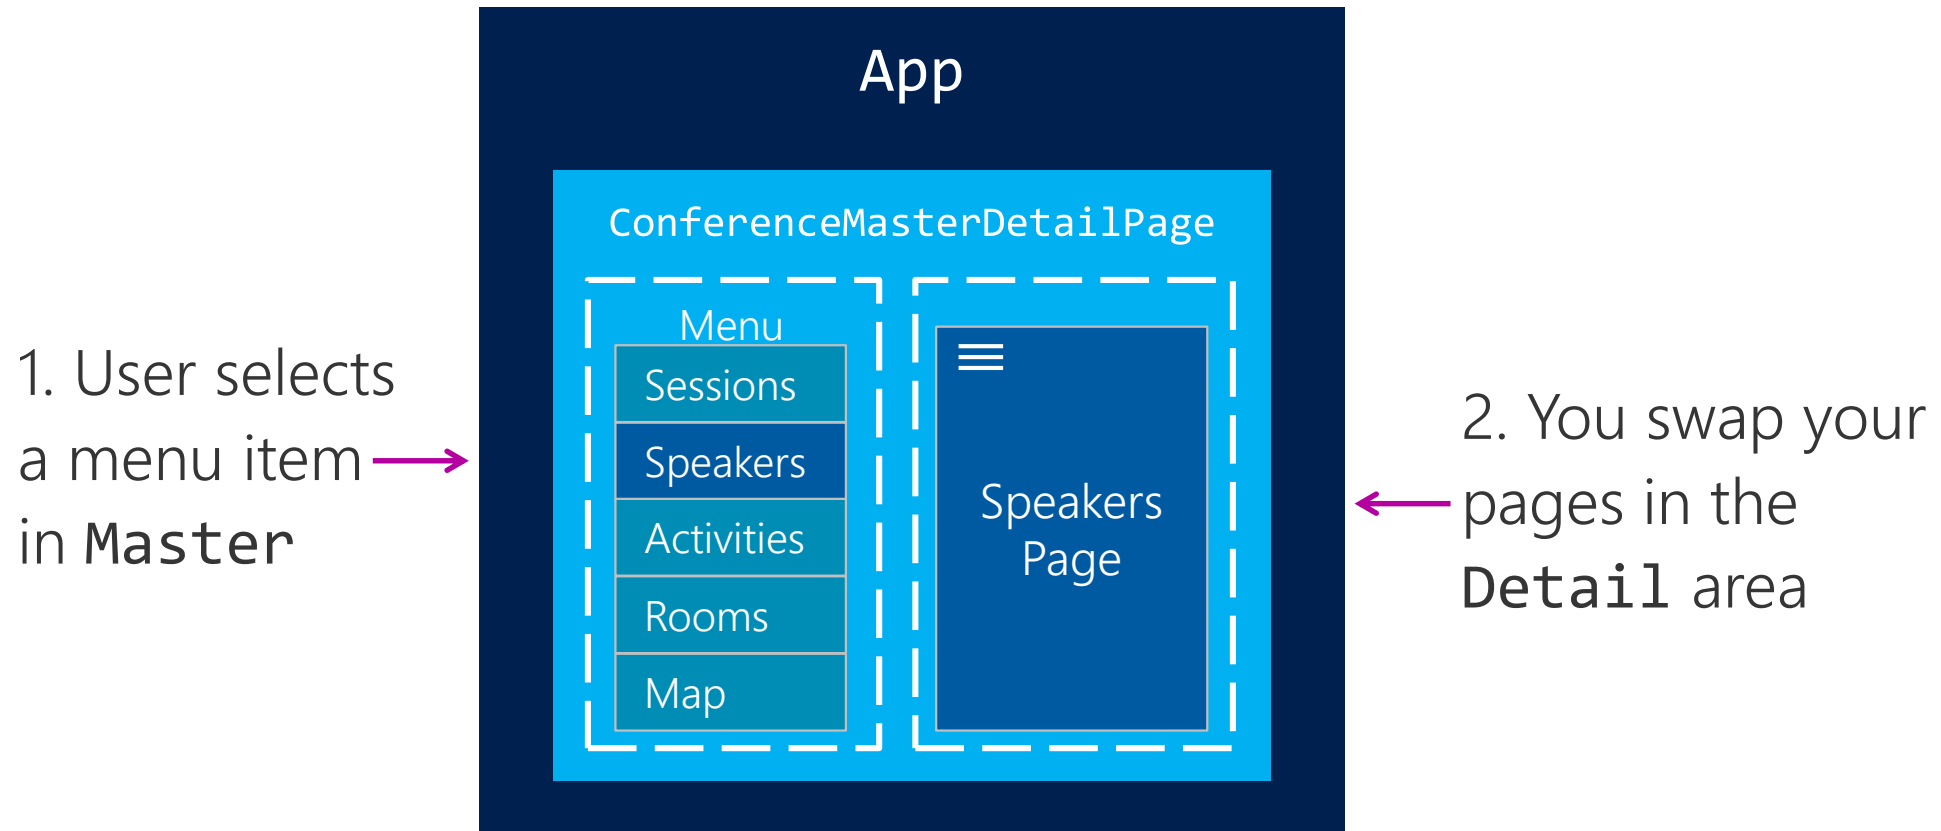 App
ConferenceMasterDetailPage
Menu
Sessions
Speakers
Activities
Rooms
Map
Speakers
Page
1. User selects
a menu item
in Master
2. You swap your
pages in the
Detail area